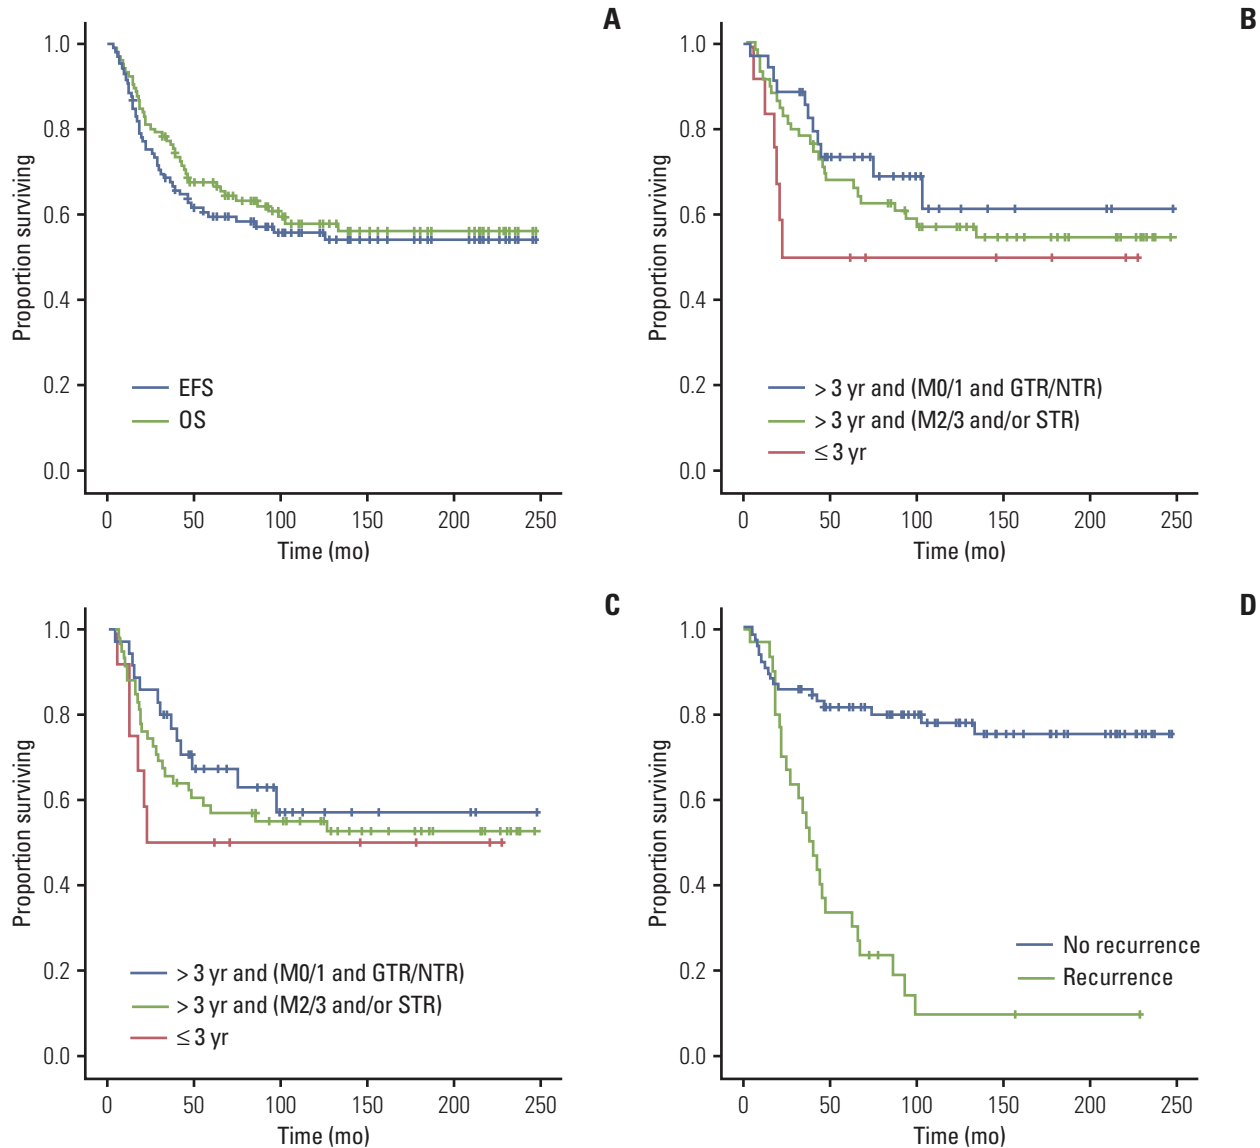 A
Proportion surviving
1.0
0.8
0.6
0.4
0.2
0.0
EFS
OS
0 50 100 150 200 250
Time (mo)
B
Proportion surviving
1.0
0.8
0.6
0.4
0.2
0.0
> 3 yr and (M0/1 and GTR/NTR)
> 3 yr and (M2/3 and/or STR)
≤ 3 yr
0 50 100 150 200 250
Time (mo)
C
Proportion surviving
1.0
0.8
0.6
0.4
0.2
0.0
> 3 yr and (M0/1 and GTR/NTR)
> 3 yr and (M2/3 and/or STR)
≤ 3 yr
0 50 100 150 200 250
Time (mo)
D
Proportion surviving
1.0
0.8
0.6
0.4
0.2
0.0
No recurrence
Recurrence
0 50 100 150 200 250
Time (mo)